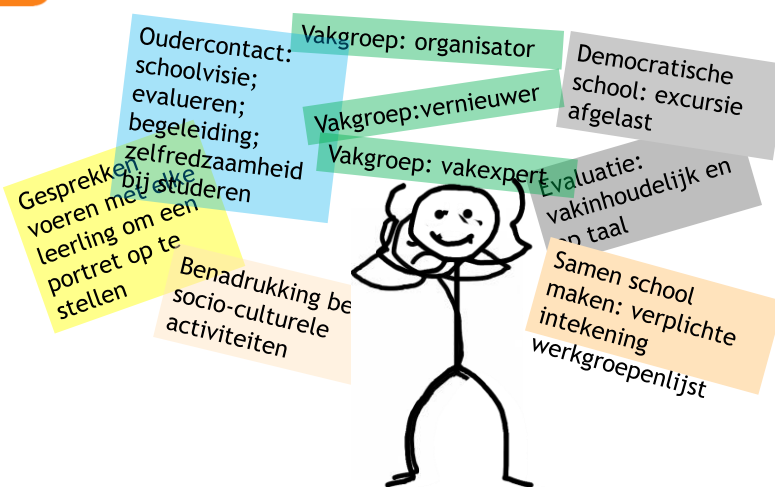 Oudercontact:
schoolvisie;
evalueren;
begeleiding;
zelfredzaamheid
bij studeren
Vakgroep: organisator
Vakgroep:vernieuwer
Vakgroep: vakexpert
Democratische
school: excursie
afgelast
Evaluatie:
vakinhoudelijk en
op taal
Gesprekken
voeren met elke
leerling om een
portret op te
stellen
Benadrukking be
socio-culturele
activiteiten
Samen school
maken: verplichte
intekening
werkgroepenlijst